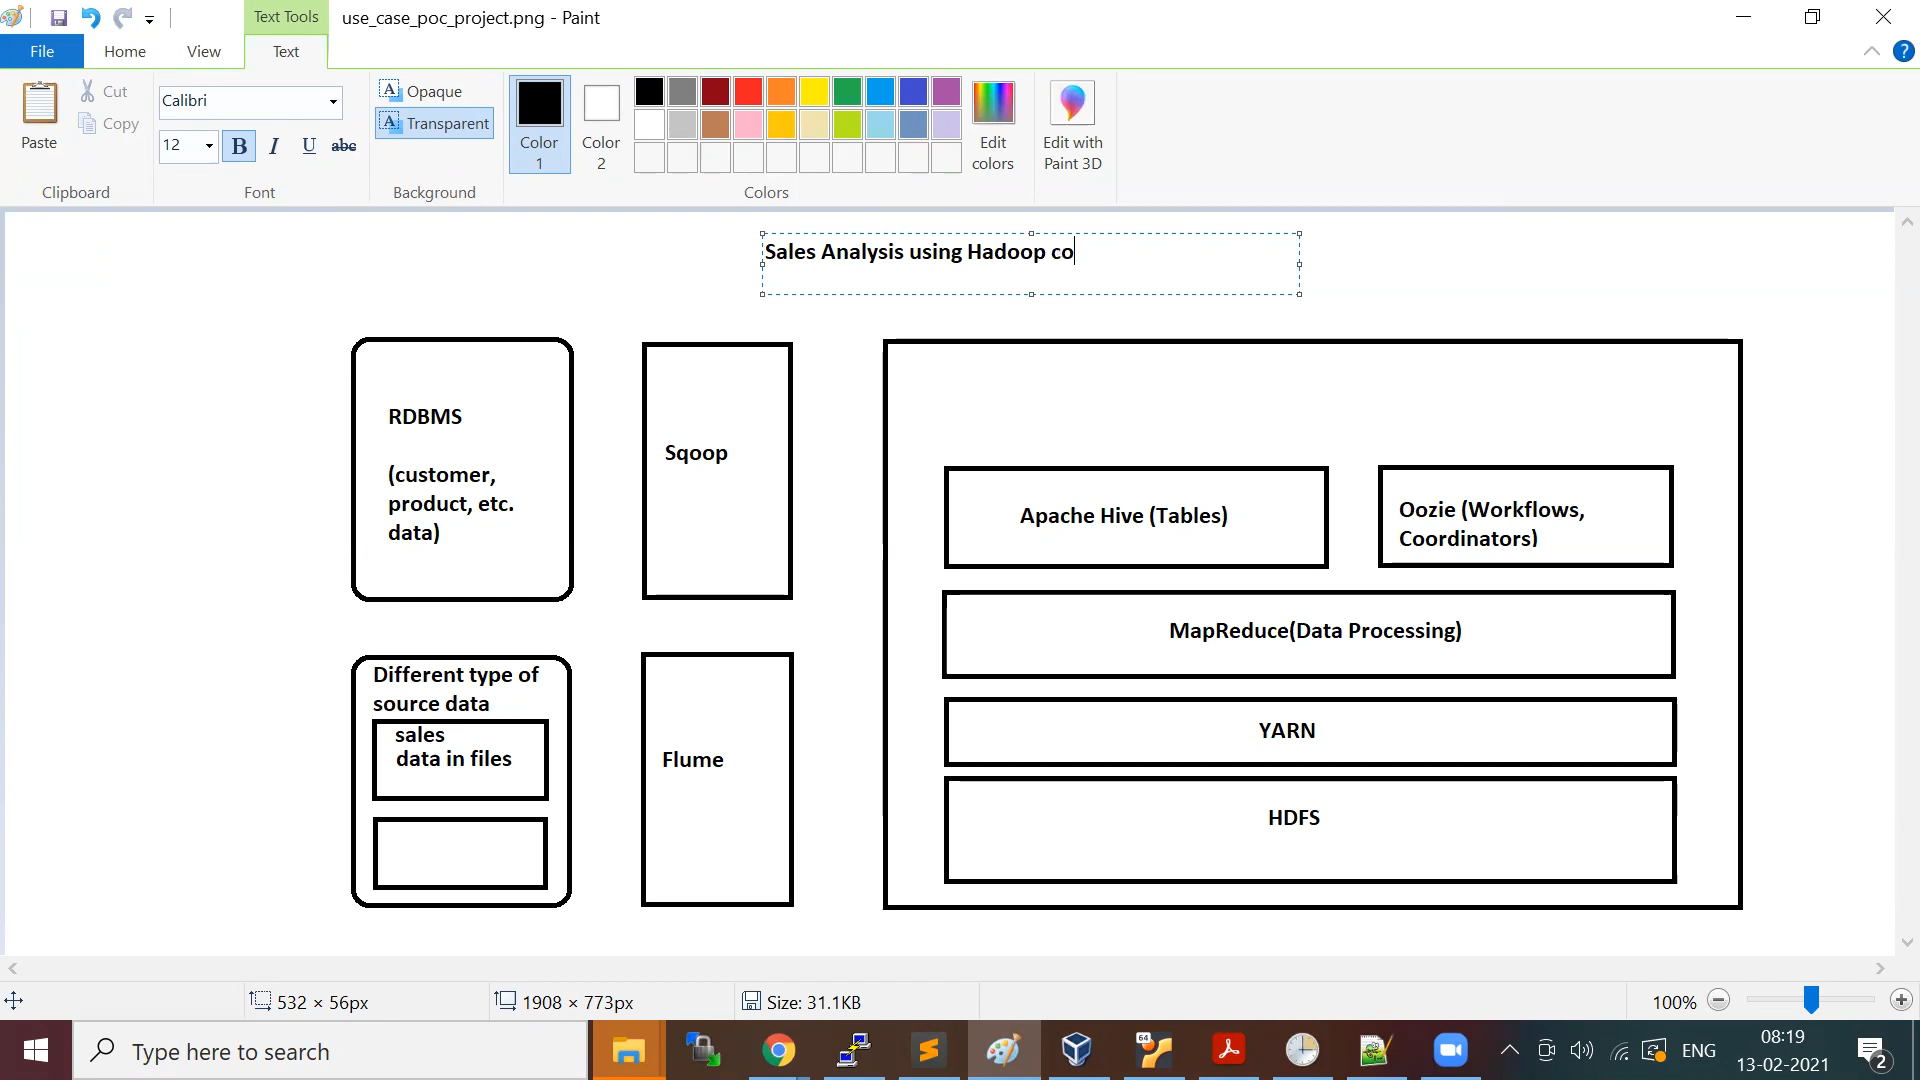 Text Tools
use_case_poc_project.png - Paint
File
Home
View
Text
Paste
Cut
Copy
Clipboard
Calibri
12
B
I
U
abc
Font
A Opaque
A Transparent
Background
Color
1
Color
2
Colors
Edit
colors
Edit with
Paint 3D
Sales Analysis using Hadoop co
RDBMS
(customer,
product, etc.
data)
Sqoop
Apache Hive (Tables)
Oozie (Workflows,
Coordinators)
MapReduce(Data Processing)
Different type of
source data
sales
data in files
Flume
YARN
HDFS
532 × 56px
1908 × 773px
Size: 31.1KB
100%
Type here to search
64
ENG
08:19
13-02-2021
2